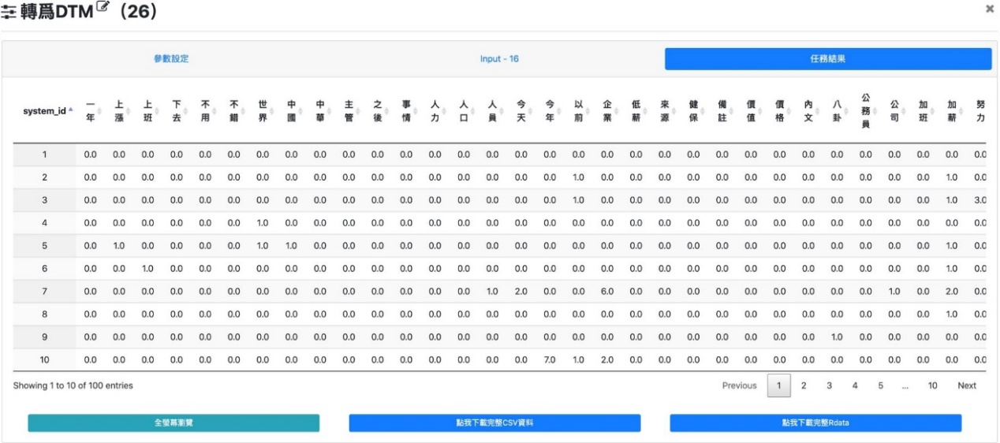 轉爲DTM (26)
×
參數設定 Input - 16 任務結果
system_id 一年 上漲 上班 下去 不用 不錯 世界 中國 中華 主管 之後 事情 人力 人口 人員 今天 今年 以前 企業 低薪 來源 健保 備註 價值 價格 內文 八卦 公務員 公司 加班 加薪 努力
1 0.0 0.0 0.0 0.0 0.0 0.0 0.0 0.0 0.0 0.0 0.0 0.0 0.0 0.0 0.0 0.0 0.0 0.0 0.0 0.0 0.0 0.0 0.0 0.0 0.0 0.0 0.0 0.0 0.0 0.0 0.0 0.0
2 0.0 0.0 0.0 0.0 0.0 0.0 0.0 0.0 0.0 0.0 0.0 0.0 0.0 0.0 0.0 0.0 0.0 1.0 0.0 0.0 0.0 0.0 0.0 0.0 0.0 0.0 0.0 0.0 0.0 0.0 1.0 0.0
3 0.0 0.0 0.0 0.0 0.0 0.0 0.0 0.0 0.0 0.0 0.0 0.0 0.0 0.0 0.0 0.0 0.0 1.0 0.0 0.0 0.0 0.0 0.0 0.0 0.0 0.0 0.0 0.0 0.0 0.0 1.0 3.0
4 0.0 0.0 0.0 0.0 0.0 0.0 1.0 0.0 0.0 0.0 0.0 0.0 0.0 0.0 0.0 0.0 0.0 0.0 0.0 0.0 0.0 0.0 0.0 0.0 0.0 0.0 0.0 0.0 0.0 0.0 0.0 0.0
5 0.0 1.0 0.0 0.0 0.0 0.0 1.0 1.0 0.0 0.0 0.0 0.0 0.0 0.0 0.0 0.0 0.0 0.0 0.0 0.0 0.0 0.0 0.0 0.0 0.0 0.0 0.0 0.0 0.0 0.0 1.0 0.0
6 0.0 0.0 1.0 0.0 0.0 0.0 0.0 0.0 0.0 0.0 0.0 0.0 0.0 0.0 0.0 0.0 0.0 0.0 0.0 0.0 0.0 0.0 0.0 0.0 0.0 0.0 0.0 0.0 0.0 0.0 1.0 0.0
7 0.0 0.0 0.0 0.0 0.0 0.0 0.0 0.0 0.0 0.0 0.0 0.0 0.0 0.0 1.0 2.0 0.0 0.0 6.0 0.0 0.0 0.0 0.0 0.0 0.0 0.0 0.0 0.0 1.0 0.0 2.0 0.0
8 0.0 0.0 0.0 0.0 0.0 0.0 0.0 0.0 0.0 0.0 0.0 0.0 0.0 0.0 0.0 0.0 0.0 0.0 0.0 0.0 0.0 0.0 0.0 0.0 0.0 0.0 0.0 0.0 0.0 0.0 1.0 0.0
9 0.0 0.0 0.0 0.0 0.0 0.0 0.0 0.0 0.0 0.0 0.0 0.0 0.0 0.0 0.0 0.0 0.0 0.0 0.0 0.0 0.0 0.0 0.0 0.0 0.0 0.0 1.0 0.0 0.0 0.0 0.0 0.0
10 0.0 0.0 0.0 0.0 0.0 0.0 0.0 0.0 0.0 0.0 0.0 0.0 0.0 0.0 0.0 0.0 7.0 1.0 2.0 0.0 0.0 0.0 0.0 0.0 0.0 0.0 0.0 0.0 0.0 0.0 0.0 0.0
Showing 1 to 10 of 100 entries Previous 1 2 3 4 5 ... 10 Next
全螢幕瀏覽 點我下載完整CSV資料 點我下載完整Rdata